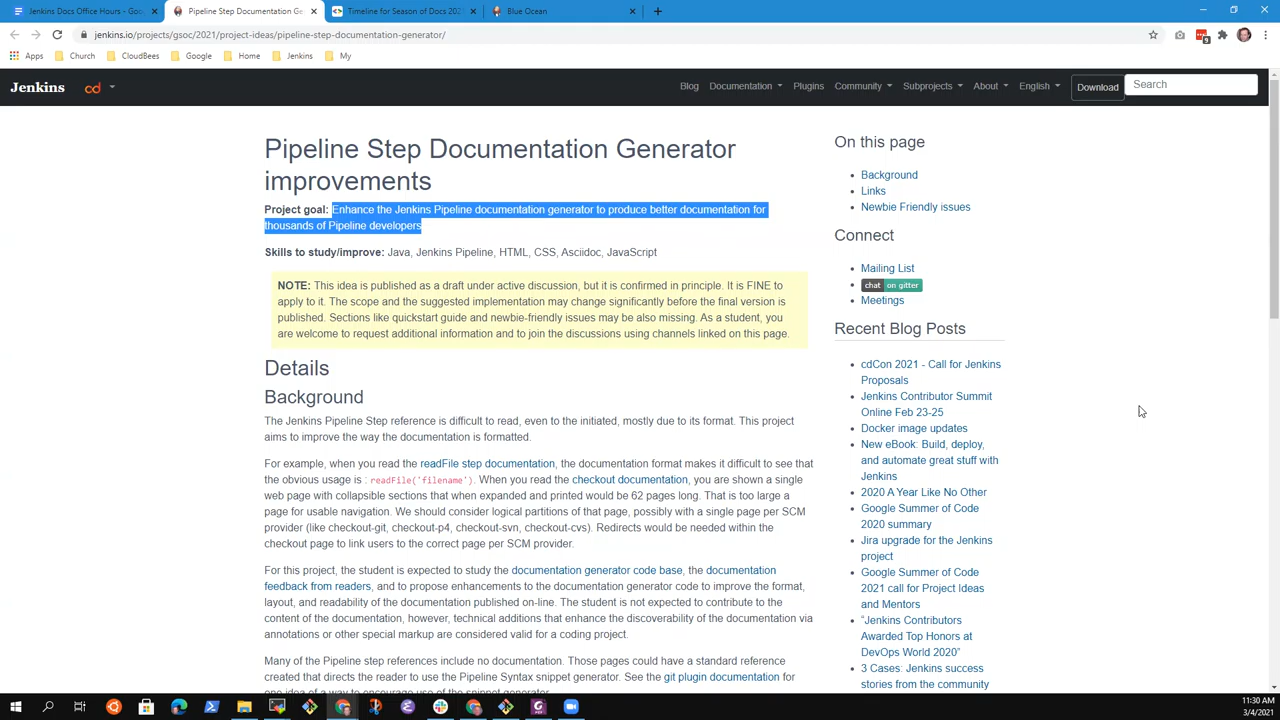 Jenkins Docs Office Hours - Goo
Pipeline Step Documentation Ge
Timeline for Season of Docs 202
Blue Ocean
jenkins.io/projects/gsoc/2021/project-ideas/pipeline-step-documentation-generator/
Apps
Church
CloudBees
Google
Home
Jenkins
My
Jenkins
cd
Blog
Documentation
Plugins
Community
Subprojects
About
English
Download
Search
Pipeline Step Documentation Generator
improvements
Project goal: Enhance the Jenkins Pipeline documentation generator to produce better documentation for
thousands of Pipeline developers
Skills to study/improve: Java, Jenkins Pipeline, HTML, CSS, Asciidoc, JavaScript
NOTE: This idea is published as a draft under active discussion, but it is confirmed in principle. It is FINE to
apply to it. The scope and the suggested implementation may change significantly before the final version is
published. Sections like quickstart guide and newbie-friendly issues may be also missing. As a student, you
are welcome to request additional information and to join the discussions using channels linked on this page.
Details
Background
The Jenkins Pipeline Step reference is difficult to read, even to the initiated, mostly due to its format. This project
aims to improve the way the documentation is formatted.
For example, when you read the readFile step documentation, the documentation format makes it difficult to see that
the obvious usage is : readFile('filename'). When you read the checkout documentation, you are shown a single
web page with collapsible sections that when expanded and printed would be 62 pages long. That is too large a
page for usable navigation. We should consider logical partitions of that page, possibly with a single page per SCM
provider (like checkout-git, checkout-p4, checkout-svn, checkout-cvs). Redirects would be needed within the
checkout page to link users to the correct page per SCM provider.
For this project, the student is expected to study the documentation generator code base, the documentation
feedback from readers, and to propose enhancements to the documentation generator code to improve the format,
layout, and readability of the documentation published on-line. The student is not expected to contribute to the
content of the documentation, however, technical additions that enhance the discoverability of the documentation via
annotations or other special markup are considered valid for a coding project.
Many of the Pipeline step references include no documentation. Those pages could have a standard reference
created that directs the reader to use the Pipeline Syntax snippet generator. See the git plugin documentation for
one idea of a way to encourage use of the snippet generator.
On this page
Background
Links
Newbie Friendly issues
Connect
Mailing List
chat on gitter
Meetings
Recent Blog Posts
cdCon 2021 - Call for Jenkins
Proposals
Jenkins Contributor Summit
Online Feb 23-25
Docker image updates
New eBook: Build, deploy,
and automate great stuff with
Jenkins
2020 A Year Like No Other
Google Summer of Code
2020 summary
Jira upgrade for the Jenkins
project
Google Summer of Code
2021 call for Project Ideas
and Mentors
"Jenkins Contributors
Awarded Top Honors at
DevOps World 2020"
3 Cases: Jenkins success
stories from the community
11:30 AM
3/4/2021